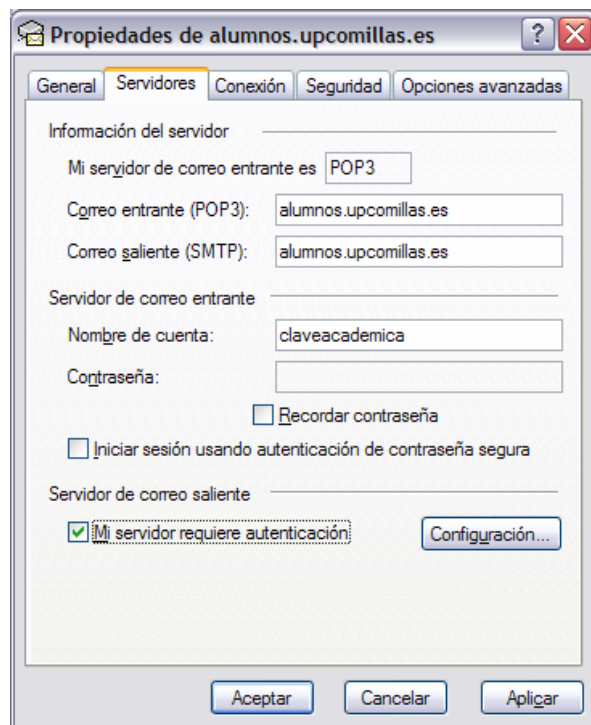 Propiedades de alumnos.upcomillas.es
General Servidores Conexión Seguridad Opciones avanzadas
Información del servidor
Mi servidor de correo entrante es POP3
Correo entrante (POP3): alumnos.upcomillas.es
Correo saliente (SMTP): alumnos.upcomillas.es
Servidor de correo entrante
Nombre de cuenta: claveacademica
Contraseña:
Recordar contraseña
Iniciar sesión usando autenticación de contraseña segura
Servidor de correo saliente
Mi servidor requiere autenticación Configuración...
Aceptar Cancelar Aplicar